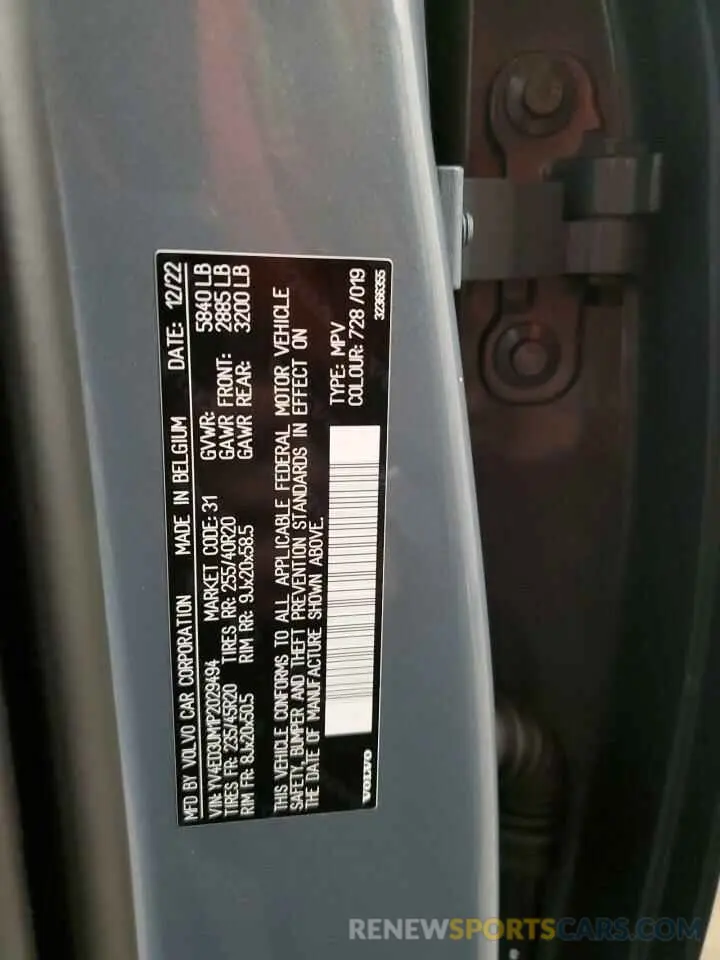 MFD BY VOLVO CAR CORPORATION MADE IN BELGIUM DATE: 12/22
VIN: YV4ED3UM1P2029494 MARKET CODE: 31 GVWR: 5840 LB
TIRES FR: 235/45R20 TIRES RR: 255/40R20 GAWR FRONT: 2885 LB
RIM FR: 8Jx20x50.5 RIM RR: 9Jx20x58.5 GAWR REAR: 3200 LB
THIS VEHICLE CONFORMS TO ALL APPLICABLE FEDERAL MOTOR VEHICLE
SAFETY, BUMPER AND THEFT PREVENTION STANDARDS IN EFFECT ON
THE DATE OF MANUFACTURE SHOWN ABOVE.
TYPE: MPV
COLOUR: 728 /019
VOLVO
32366355
RENEWSPORTSCARS.COM